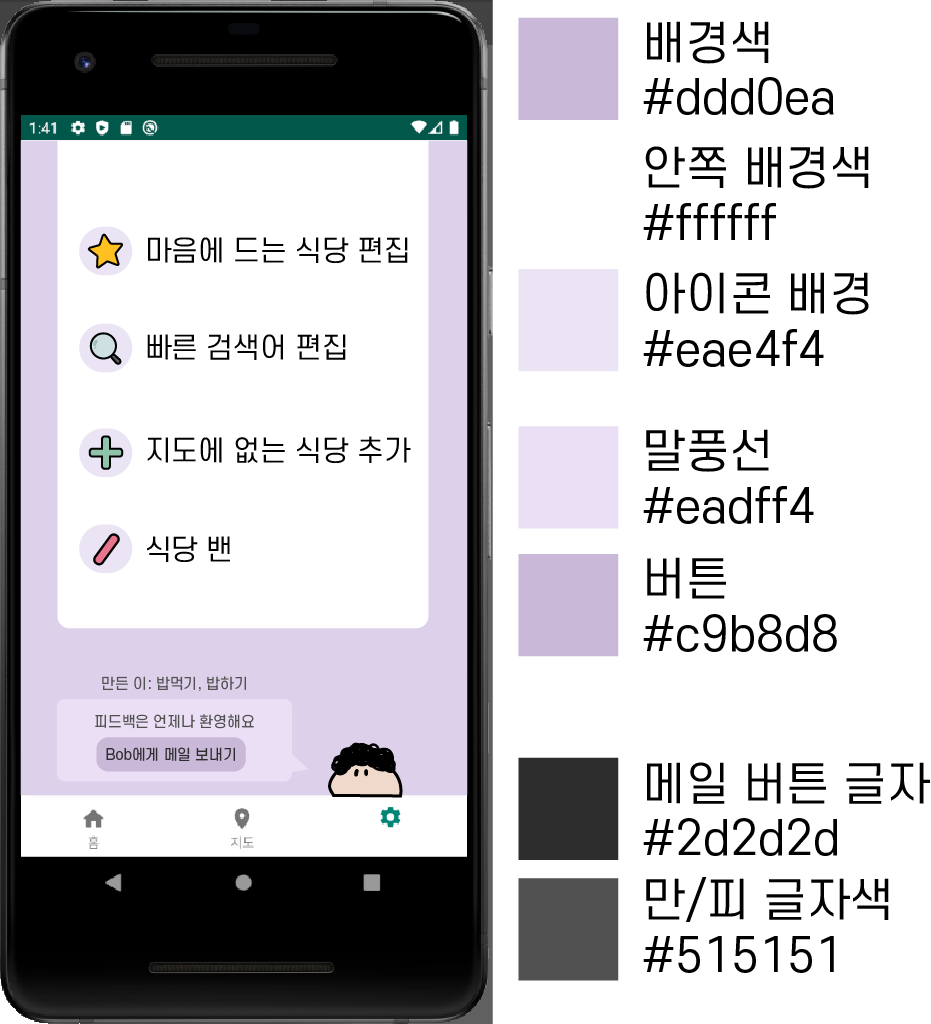 1:41
마음에 드는 식당 편집
빠른 검색어 편집
지도에 없는 식당 추가
식당 밴
만든 이: 밥먹기, 밥하기
피드백은 언제나 환영해요
Bob에게 메일 보내기
홈
지도
배경색
#ddd0ea
안쪽 배경색
#ffffff
아이콘 배경
#eae4f4
말풍선
#eadff4
버튼
#c9b8d8
메일 버튼 글자
#2d2d2d
만/피 글자색
#515151